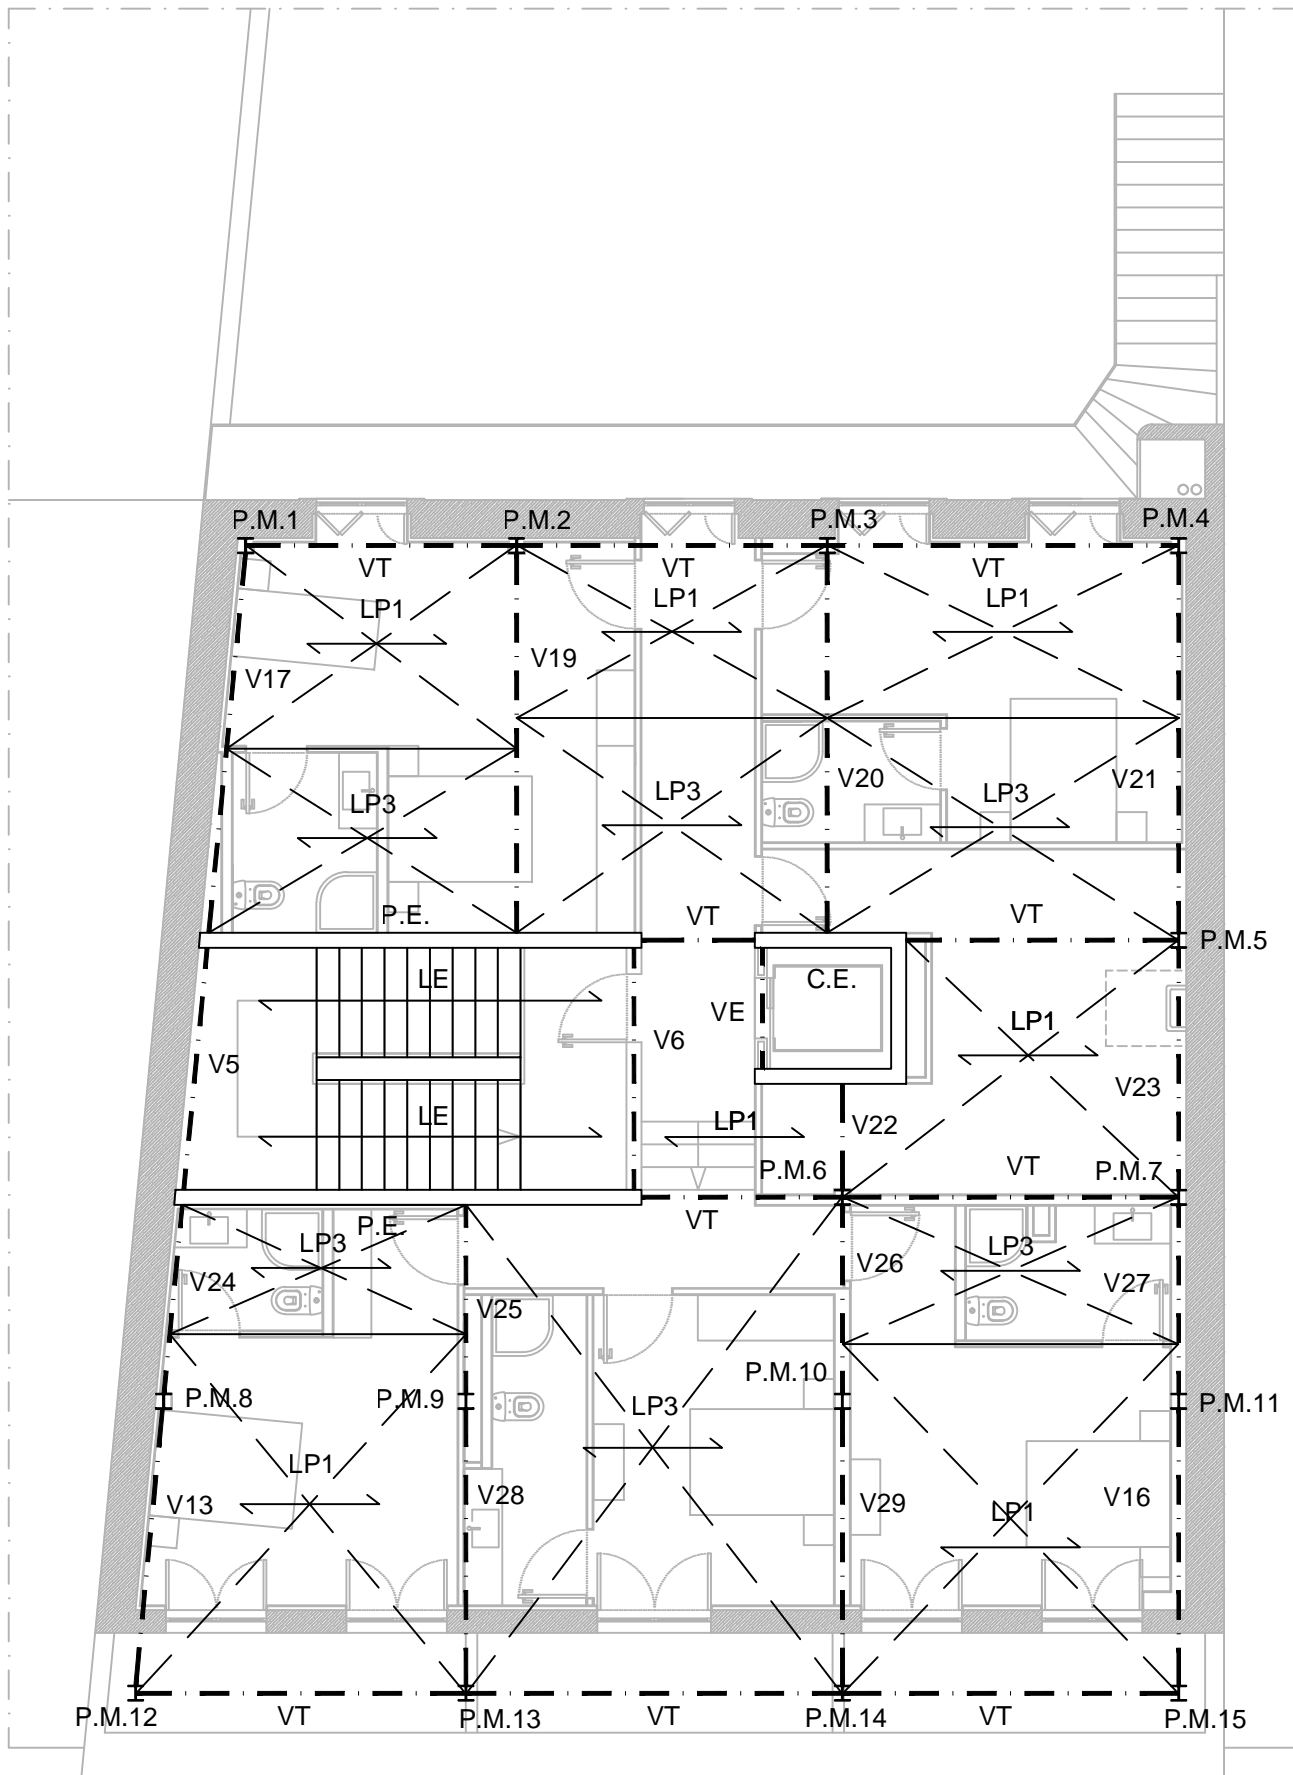 P.M.1
P.M.2
P.M.3
P.M.4
VT
VT
VT
LP1
LP1
LP1
V19
V17
V20
V21
LP3
LP3
LP3
P.E.
VT
VT
P.M.5
LE
C.E.
VE
LP1
V6
V5
V23
LE
LP1
V22
P.M.6
VT
P.M.7
P.E.
VT
LP3
V26
LP3
V24
V27
V25
P.M.10
P.M.8
P.M.9
LP3
P.M.11
LP1
V13
V28
V29
V16
LP1
P.M.12
VT
P.M.13
VT
P.M.14
VT
P.M.15